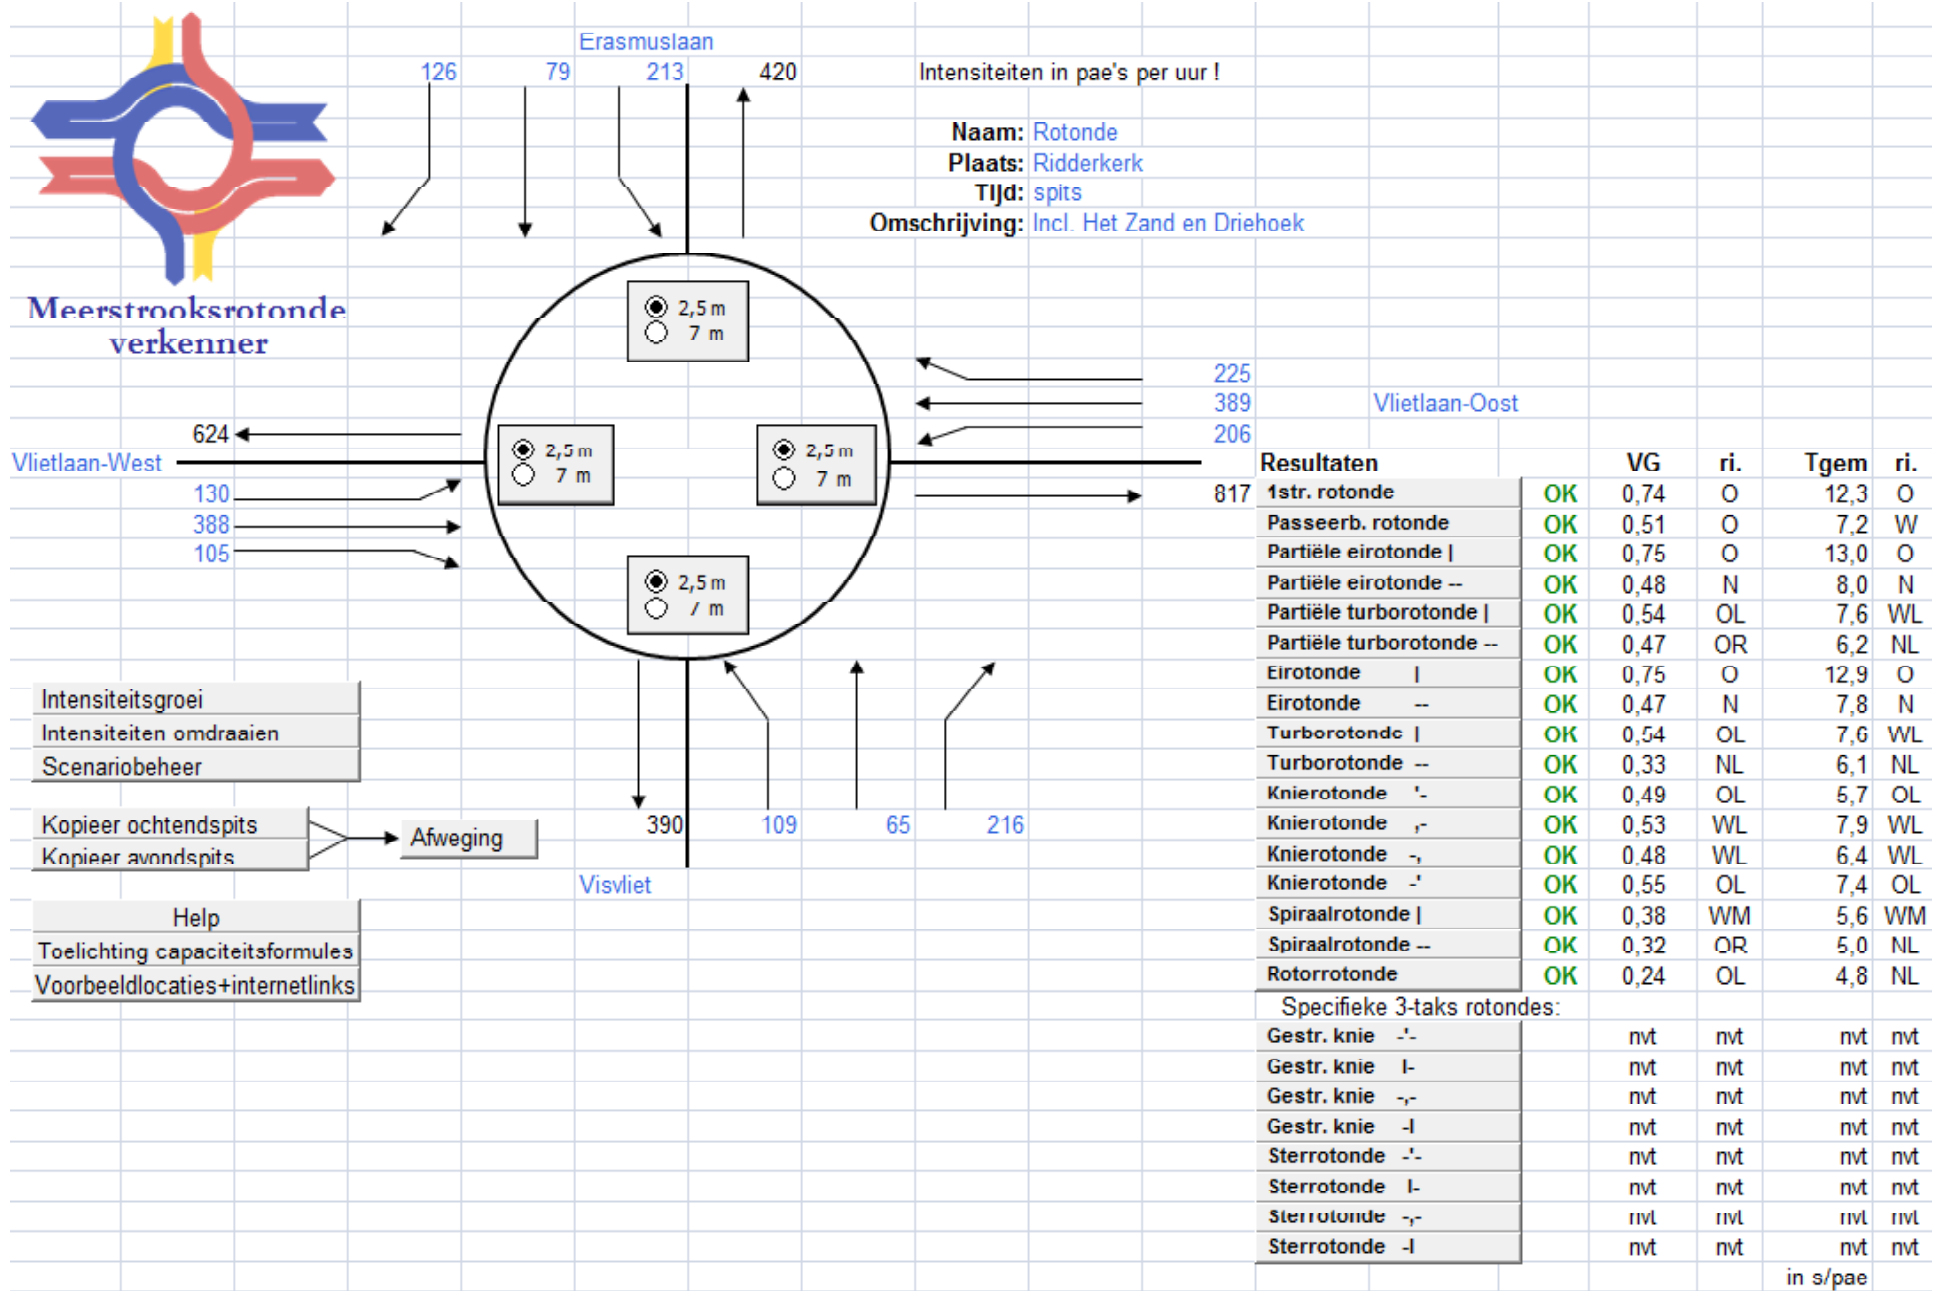 Erasmuslaan
126 79 213 420 Intensiteiten in pae's per uur !
Naam: Rotonde
Plaats: Ridderkerk
Tijd: spits
Omschrijving: Incl. Het Zand en Driehoek
Meerstrooksrotonde
verkenner
2,5 m
7 m
225
389 Vlietlaan-Oost
206
624
Vlietlaan-West
130
388
105
2,5 m
7 m
2,5 m
7 m
817
2,5 m
7 m
Resultaten VG ri. Tgem ri.
1str. rotonde OK 0,74 O 12,3 O
Passeerb. rotonde OK 0,51 O 7,2 W
Partiële eirotonde | OK 0,75 O 13,0 O
Partiële eirotonde -- OK 0,48 N 8,0 N
Partiële turborotonde | OK 0,54 OL 7,6 WL
Partiële turborotonde -- OK 0,47 OR 6,2 NL
Eirotonde | OK 0,75 O 12,9 O
Eirotonde -- OK 0,47 N 7,8 N
Turborotonde | OK 0,54 OL 7,6 WL
Turborotonde -- OK 0,33 NL 6,1 NL
Knierotonde '- OK 0,49 OL 5,7 OL
Knierotonde ,- OK 0,53 WL 7,9 WL
Knierotonde -, OK 0,48 WL 6,4 WL
Knierotonde -' OK 0,55 OL 7,4 OL
Spiraalrotonde | OK 0,38 WM 5,6 WM
Spiraalrotonde -- OK 0,32 OR 5,0 NL
Rotorrotonde OK 0,24 OL 4,8 NL
Specifieke 3-taks rotondes:
Gestr. knie -'- nvt nvt nvt nvt
Gestr. knie I- nvt nvt nvt nvt
Gestr. knie -,- nvt nvt nvt nvt
Gestr. knie -I nvt nvt nvt nvt
Sterrotonde -'- nvt nvt nvt nvt
Sterrotonde I- nvt nvt nvt nvt
Sterrotonde -,- nvt nvt nvt nvt
Sterrotonde -I nvt nvt nvt nvt
in s/pae
Intensiteitsgroei
Intensiteiten omdraaien
Scenariobeheer
Kopieer ochtendspits
Kopieer avondspits
Afweging
390 109 65 216
Visvliet
Help
Toelichting capaciteitsformules
Voorbeeldlocaties+internetlinks